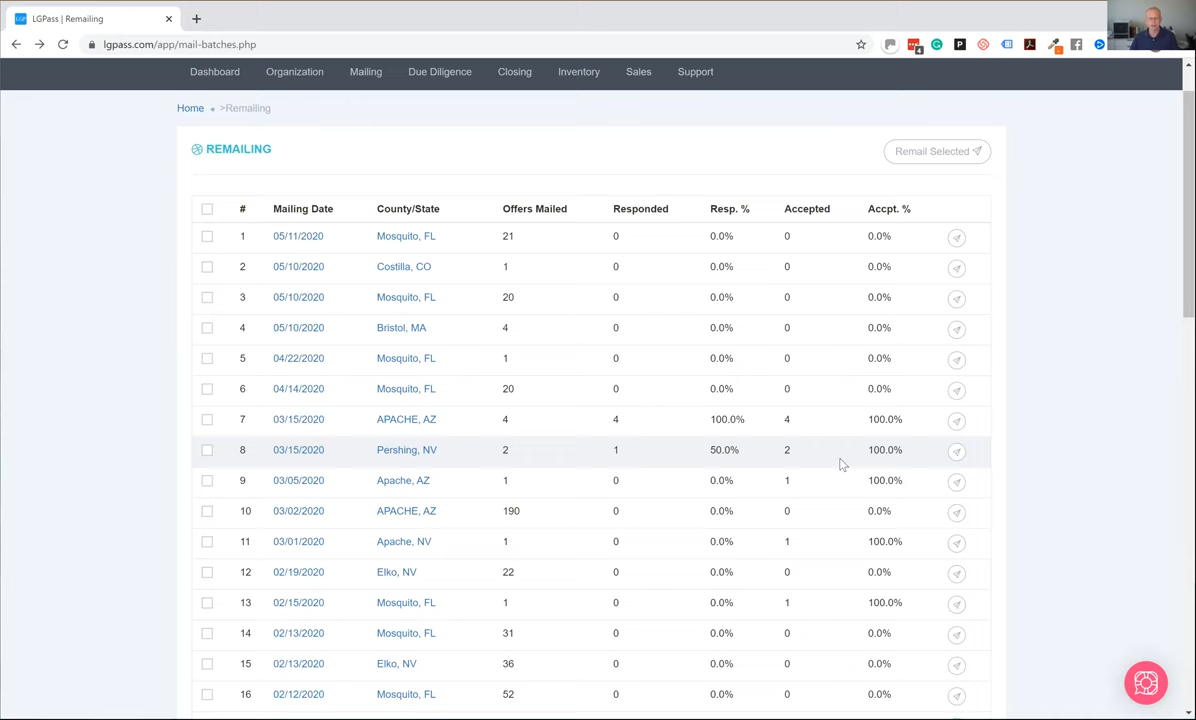 LGP LGPass | Remailing
lgpass.com/app/mail-batches.php
4 P
Dashboard Organization Mailing Due Diligence Closing Inventory Sales Support
Home >Remailing
REMAILING
Remail Selected
# Mailing Date County/State Offers Mailed Responded Resp. % Accepted Accpt. %
1 05/11/2020 Mosquito, FL 21 0 0.0% 0 0.0%
2 05/10/2020 Costilla, CO 1 0 0.0% 0 0.0%
3 05/10/2020 Mosquito, FL 20 0 0.0% 0 0.0%
4 05/10/2020 Bristol, MA 4 0 0.0% 0 0.0%
5 04/22/2020 Mosquito, FL 1 0 0.0% 0 0.0%
6 04/14/2020 Mosquito, FL 20 0 0.0% 0 0.0%
7 03/15/2020 APACHE, AZ 4 4 100.0% 4 100.0%
8 03/15/2020 Pershing, NV 2 1 50.0% 2 100.0%
9 03/05/2020 Apache, AZ 1 0 0.0% 1 100.0%
10 03/02/2020 APACHE, AZ 190 0 0.0% 0 0.0%
11 03/01/2020 Apache, NV 1 0 0.0% 1 100.0%
12 02/19/2020 Elko, NV 22 0 0.0% 0 0.0%
13 02/15/2020 Mosquito, FL 1 0 0.0% 1 100.0%
14 02/13/2020 Mosquito, FL 31 0 0.0% 0 0.0%
15 02/13/2020 Elko, NV 36 0 0.0% 0 0.0%
16 02/12/2020 Mosquito, FL 52 0 0.0% 0 0.0%